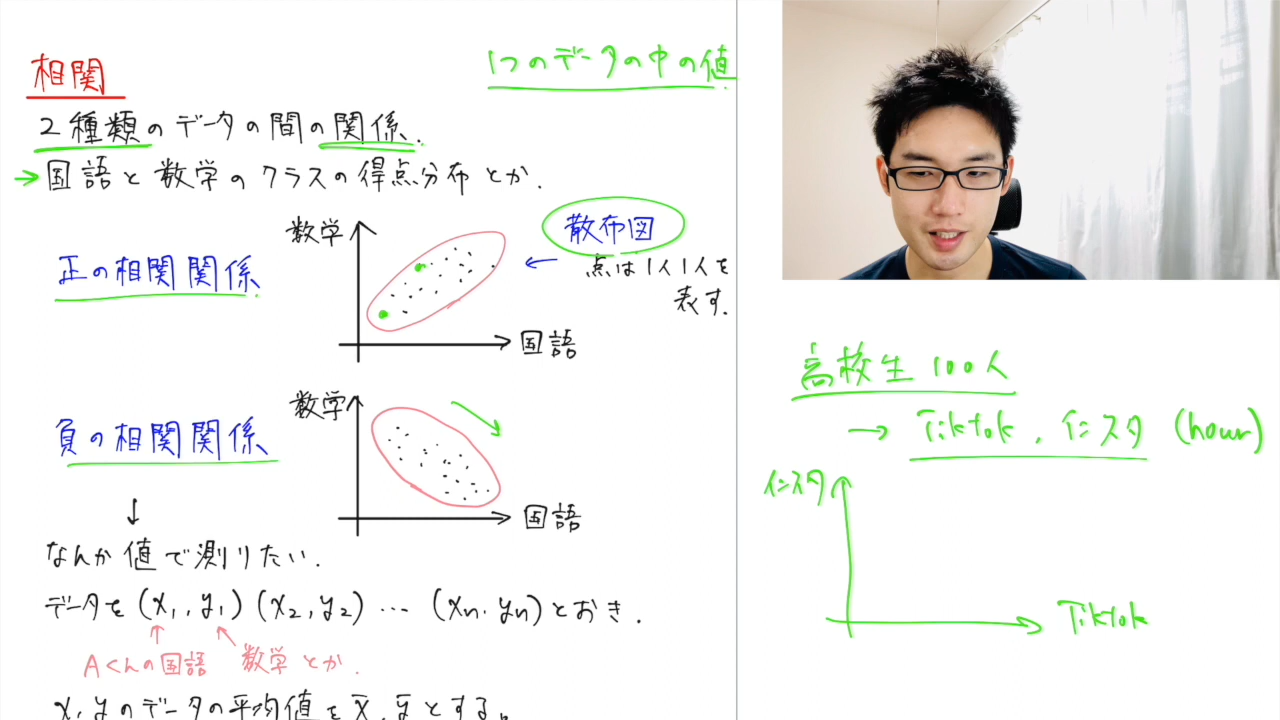 相関
1つのデータの中の値
2種類のデータの間の関係.
→国語と数学のクラスの得点分布とか.
正の相関関係
数学
国語
散布図
← 点は1人1人を
表す.
負の相関関係
数学
国語
↓
なんか値で測りたい.
データを(x1, y1)(x2, y2)…(xn, yn)とおき.
Aくんの国語 数学とか.
x, yのデータの平均値をx̄, ȳとする。
高校生100人
→ Tiktok, インスタ (hour)
インスタ
Tiktok